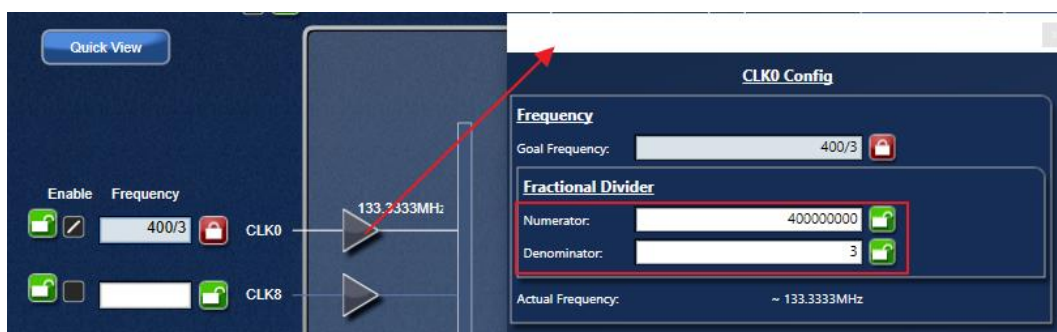 Quick View
Enable Frequency
400/3 CLK0
133.3333MHz
CLK8
CLK0 Config
Frequency
Goal Frequency: 400/3
Fractional Divider
Numerator: 400000000
Denominator: 3
Actual Frequency: ~ 133.3333MHz